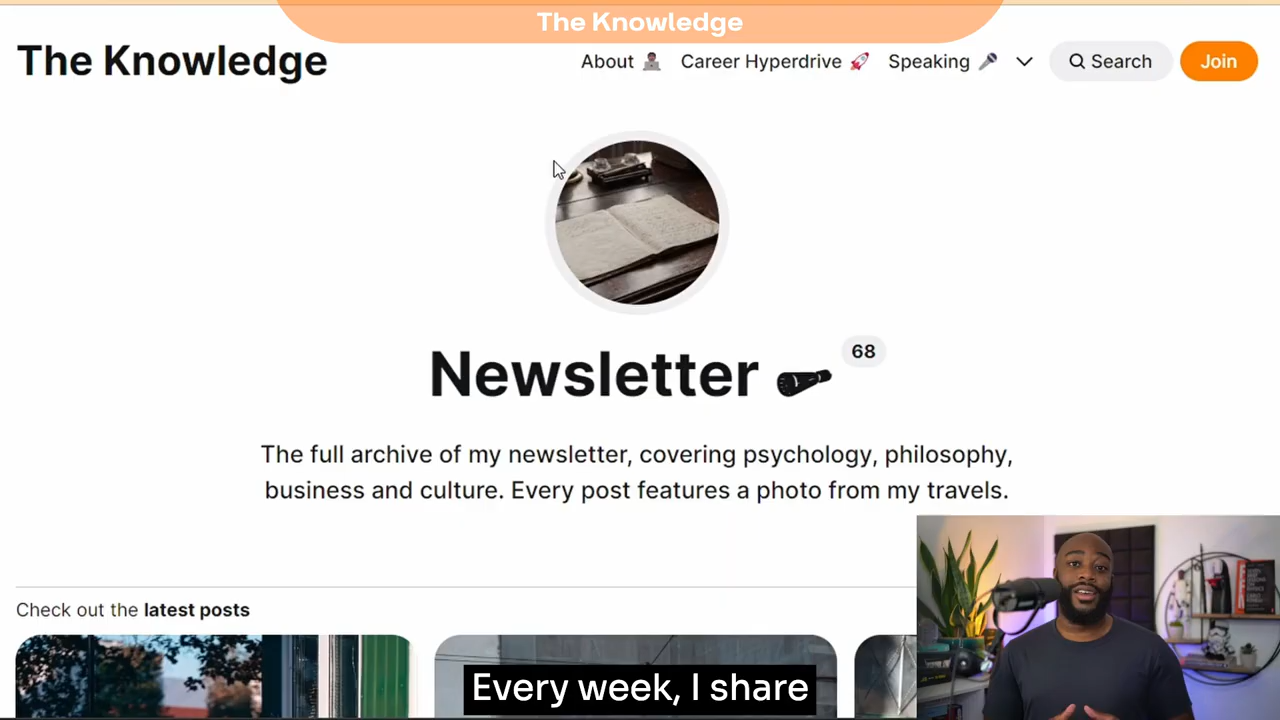 The Knowledge
The Knowledge
About
Career Hyperdrive
Speaking
Search
Join
Newsletter
68
The full archive of my newsletter, covering psychology, philosophy,
business and culture. Every post features a photo from my travels.
Check out the latest posts
Every week, I share